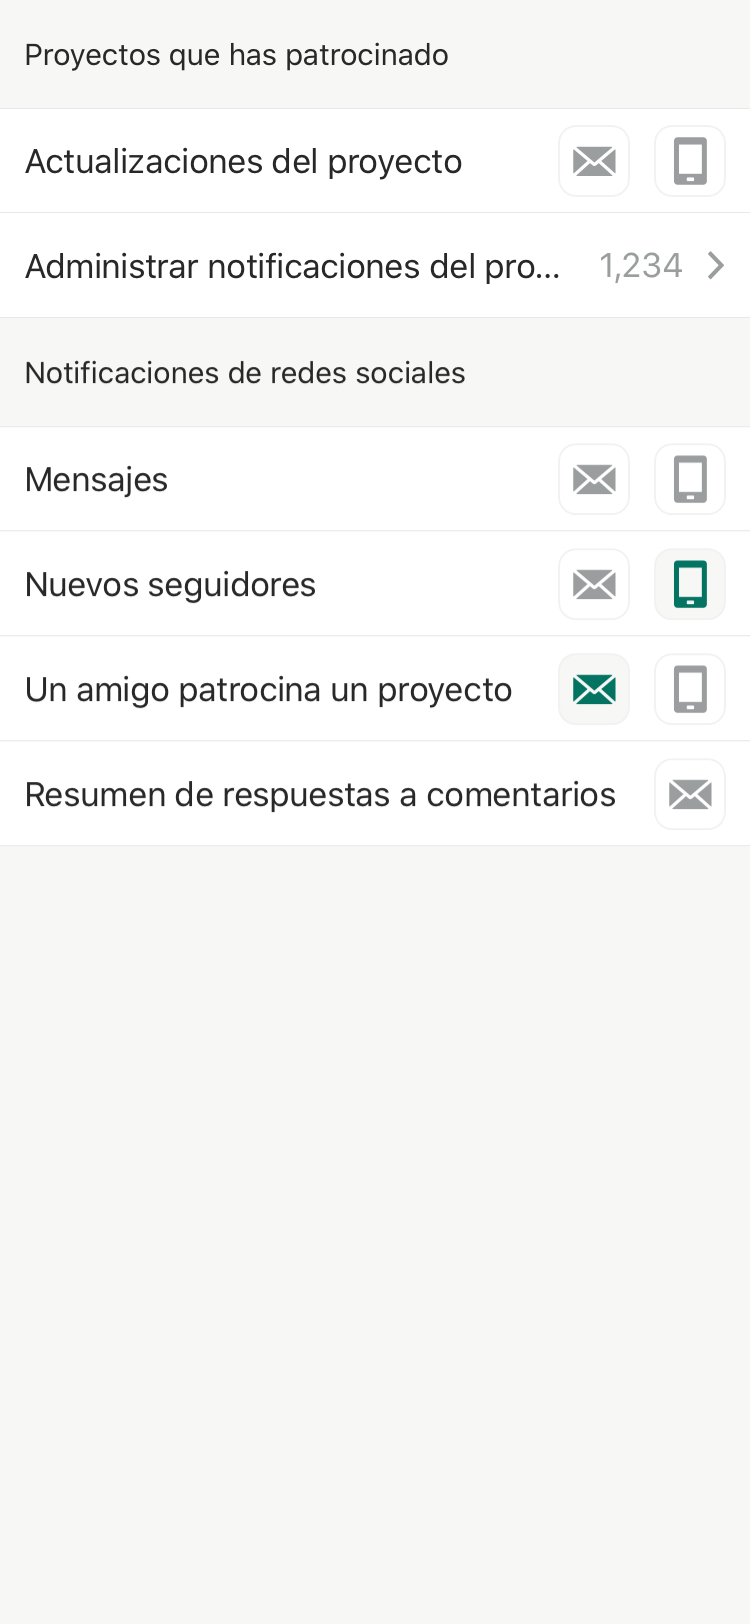 Proyectos que has patrocinado
Actualizaciones del proyecto
Administrar notificaciones del pro... 1,234
Notificaciones de redes sociales
Mensajes
Nuevos seguidores
Un amigo patrocina un proyecto
Resumen de respuestas a comentarios